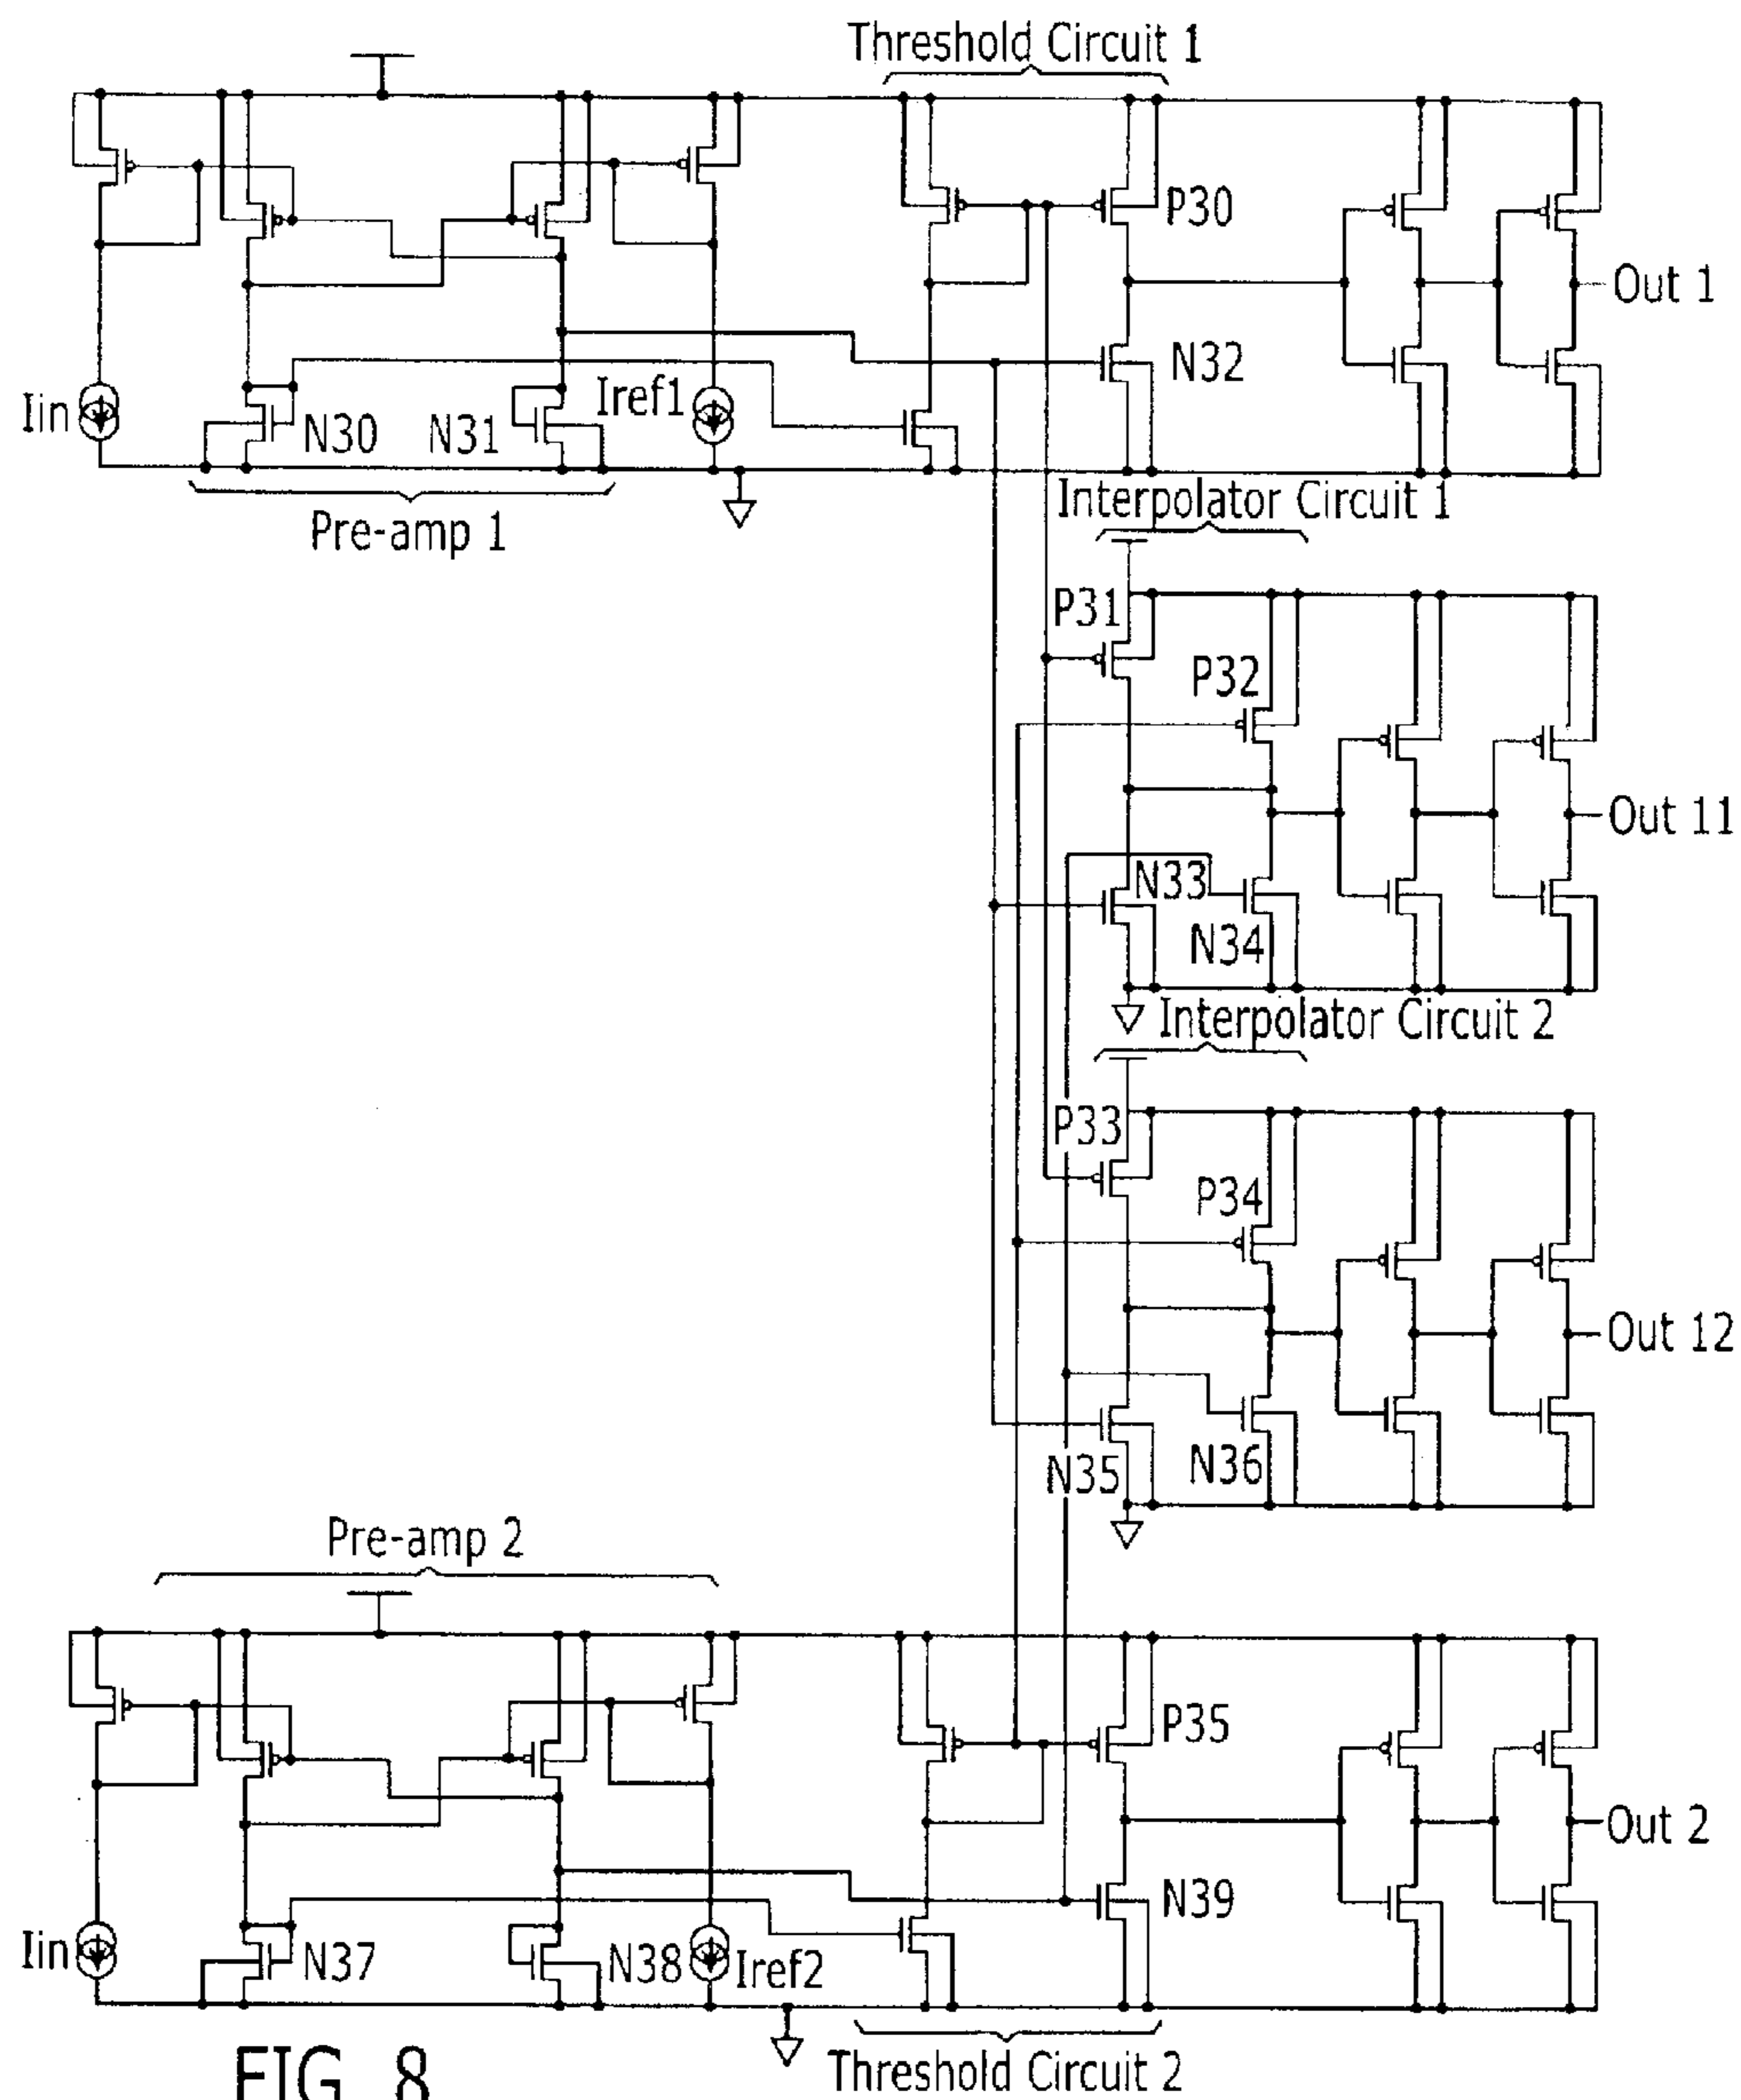 Threshold Circuit 1
P30
Out 1
N32
Iin
N30
N31
Iref1
Pre-amp 1
Interpolator Circuit 1
P31
P32
Out 11
N33
N34
Interpolator Circuit 2
P33
P34
Out 12
N35
N36
Pre-amp 2
P35
Out 2
N39
Iin
N37
N38
Iref2
Threshold Circuit 2
FIG. 8